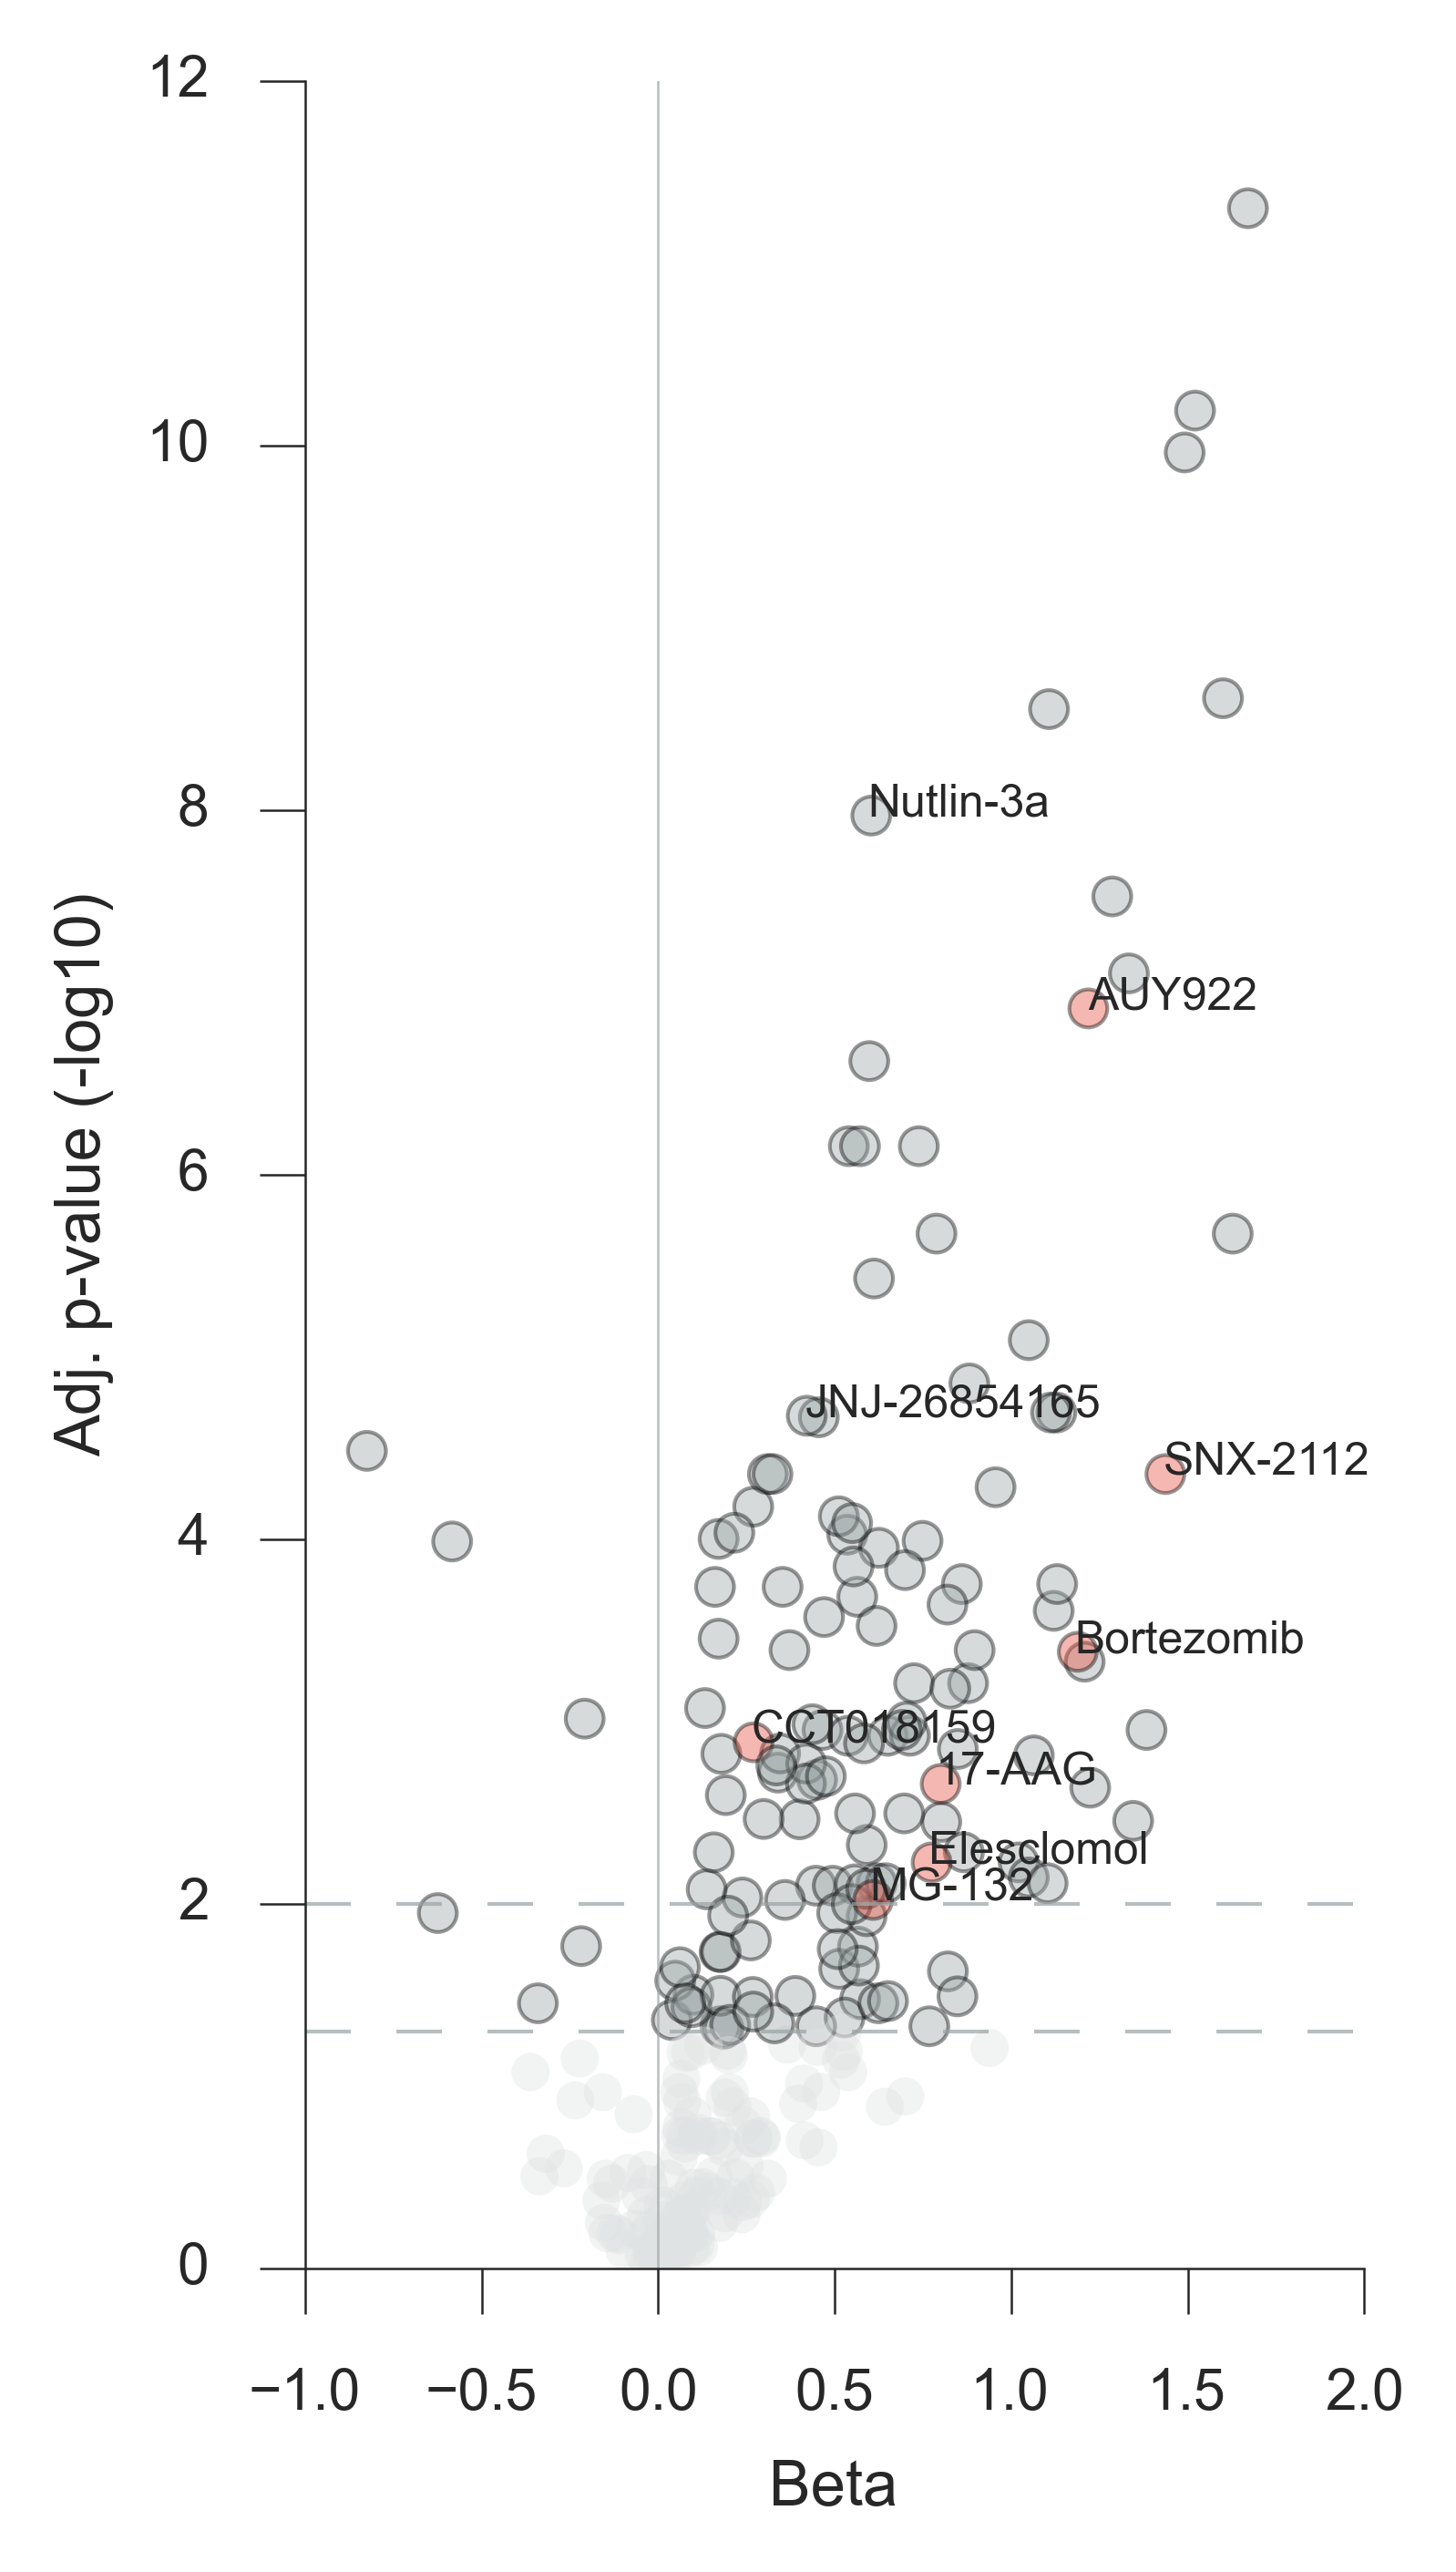 12
10
8
6
4
2
0
Adj. p-value (-log10)
Nutlin-3a
AUY922
JNJ-26854165
SNX-2112
Bortezomib
CCT018159
17-AAG
Elesclomol
MG-132
−1.0 −0.5 0.0 0.5 1.0 1.5 2.0
Beta